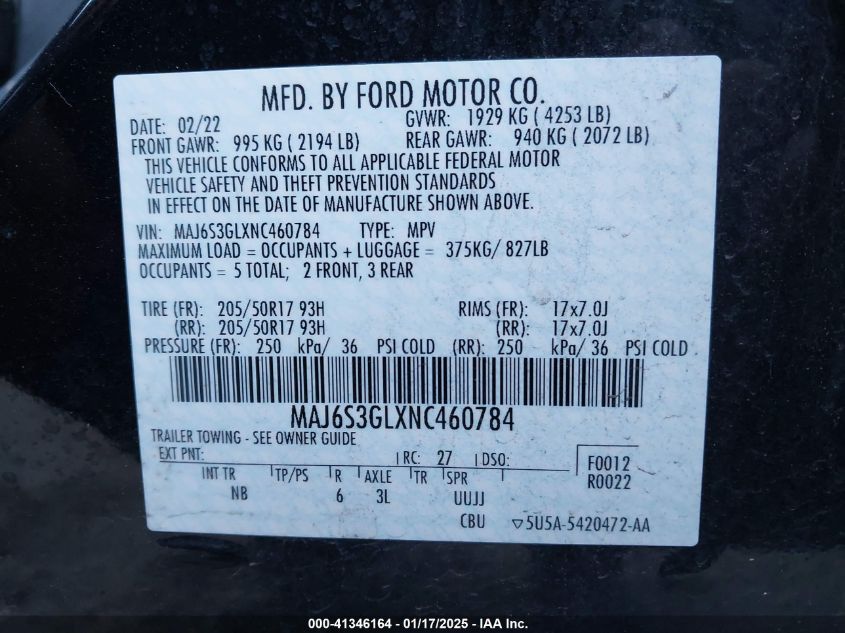 MFD. BY FORD MOTOR CO.
DATE: 02/22 GVWR: 1929 KG ( 4253 LB)
FRONT GAWR: 995 KG ( 2194 LB) REAR GAWR: 940 KG ( 2072 LB)
THIS VEHICLE CONFORMS TO ALL APPLICABLE FEDERAL MOTOR
VEHICLE SAFETY AND THEFT PREVENTION STANDARDS
IN EFFECT ON THE DATE OF MANUFACTURE SHOWN ABOVE.
VIN: MAJ6S3GLXNC460784 TYPE: MPV
MAXIMUM LOAD = OCCUPANTS + LUGGAGE = 375KG/ 827LB
OCCUPANTS = 5 TOTAL; 2 FRONT, 3 REAR
TIRE (FR): 205/50R17 93H RIMS (FR): 17x7.0J
(RR): 205/50R17 93H (RR): 17x7.0J
PRESSURE (FR): 250 kPa/ 36 PSI COLD (RR): 250 kPa/ 36 PSI COLD
MAJ6S3GLXNC460784
TRAILER TOWING - SEE OWNER GUIDE
EXT PNT: RC: 27 DSO: F0012
R0022
INT TR TP/PS R AXLE TR SPR
NB 6 3L UUJJ
CBU ▽5U5A-5420472-AA
000-41346164 - 01/17/2025 - IAA Inc.